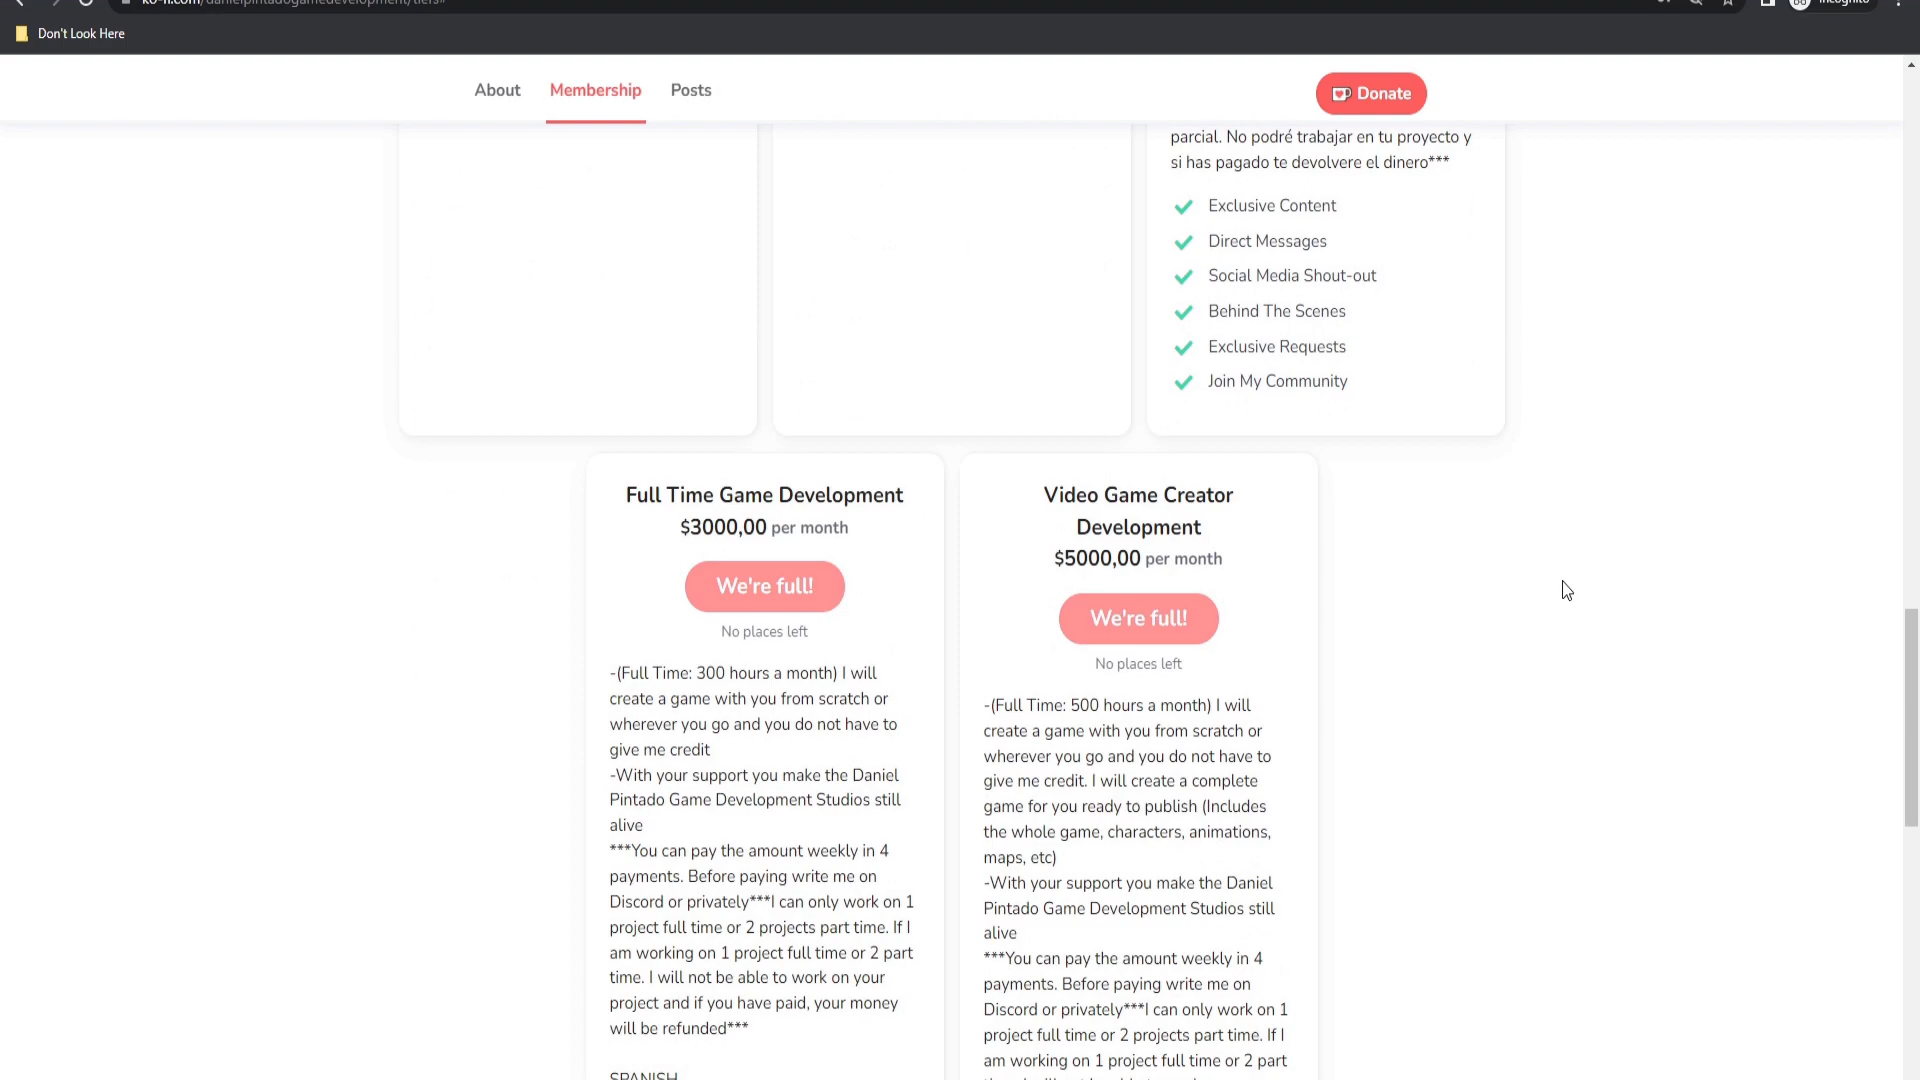 ko-fi.com/danielpintadogamedevelopment/tiers#
Incognito
Don't Look Here
About
Membership
Posts
Donate
parcial. No podré trabajar en tu proyecto y
si has pagado te devolvere el dinero***
Exclusive Content
Direct Messages
Social Media Shout-out
Behind The Scenes
Exclusive Requests
Join My Community
Full Time Game Development
$3000,00 per month
We're full!
No places left
-(Full Time: 300 hours a month) I will
create a game with you from scratch or
wherever you go and you do not have to
give me credit
-With your support you make the Daniel
Pintado Game Development Studios still
alive
***You can pay the amount weekly in 4
payments. Before paying write me on
Discord or privately***I can only work on 1
project full time or 2 projects part time. If I
am working on 1 project full time or 2 part
time. I will not be able to work on your
project and if you have paid, your money
will be refunded***
SPANISH
Video Game Creator
Development
$5000,00 per month
We're full!
No places left
-(Full Time: 500 hours a month) I will
create a game with you from scratch or
wherever you go and you do not have to
give me credit. I will create a complete
game for you ready to publish (Includes
the whole game, characters, animations,
maps, etc)
-With your support you make the Daniel
Pintado Game Development Studios still
alive
***You can pay the amount weekly in 4
payments. Before paying write me on
Discord or privately***I can only work on 1
project full time or 2 projects part time. If I
am working on 1 project full time or 2 part